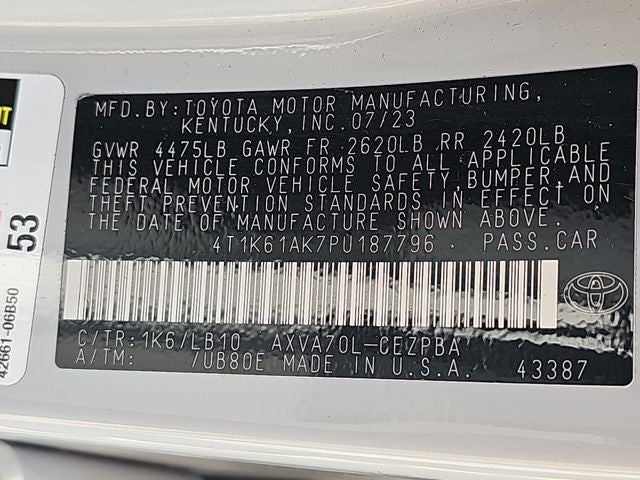 MFD.BY:TOYOTA MOTOR MANUFACTURING,
KENTUCKY,INC.07/23
GVWR 4475LB GAWR FR 2620LB RR 2420LB
THIS VEHICLE CONFORMS TO ALL APPLICABLE
FEDERAL MOTOR VEHICLE SAFETY,BUMPER,AND
THEFT PREVENTION STANDARDS IN EFFECT ON
THE DATE OF MANUFACTURE SHOWN ABOVE.
4T1K61AK7PU187796 PASS.CAR
C/TR:1K6/LB10 AXVA70L-CEZPBA
A/TM: /UB80E MADE IN U.S.A. 43387
53
42661-06B50